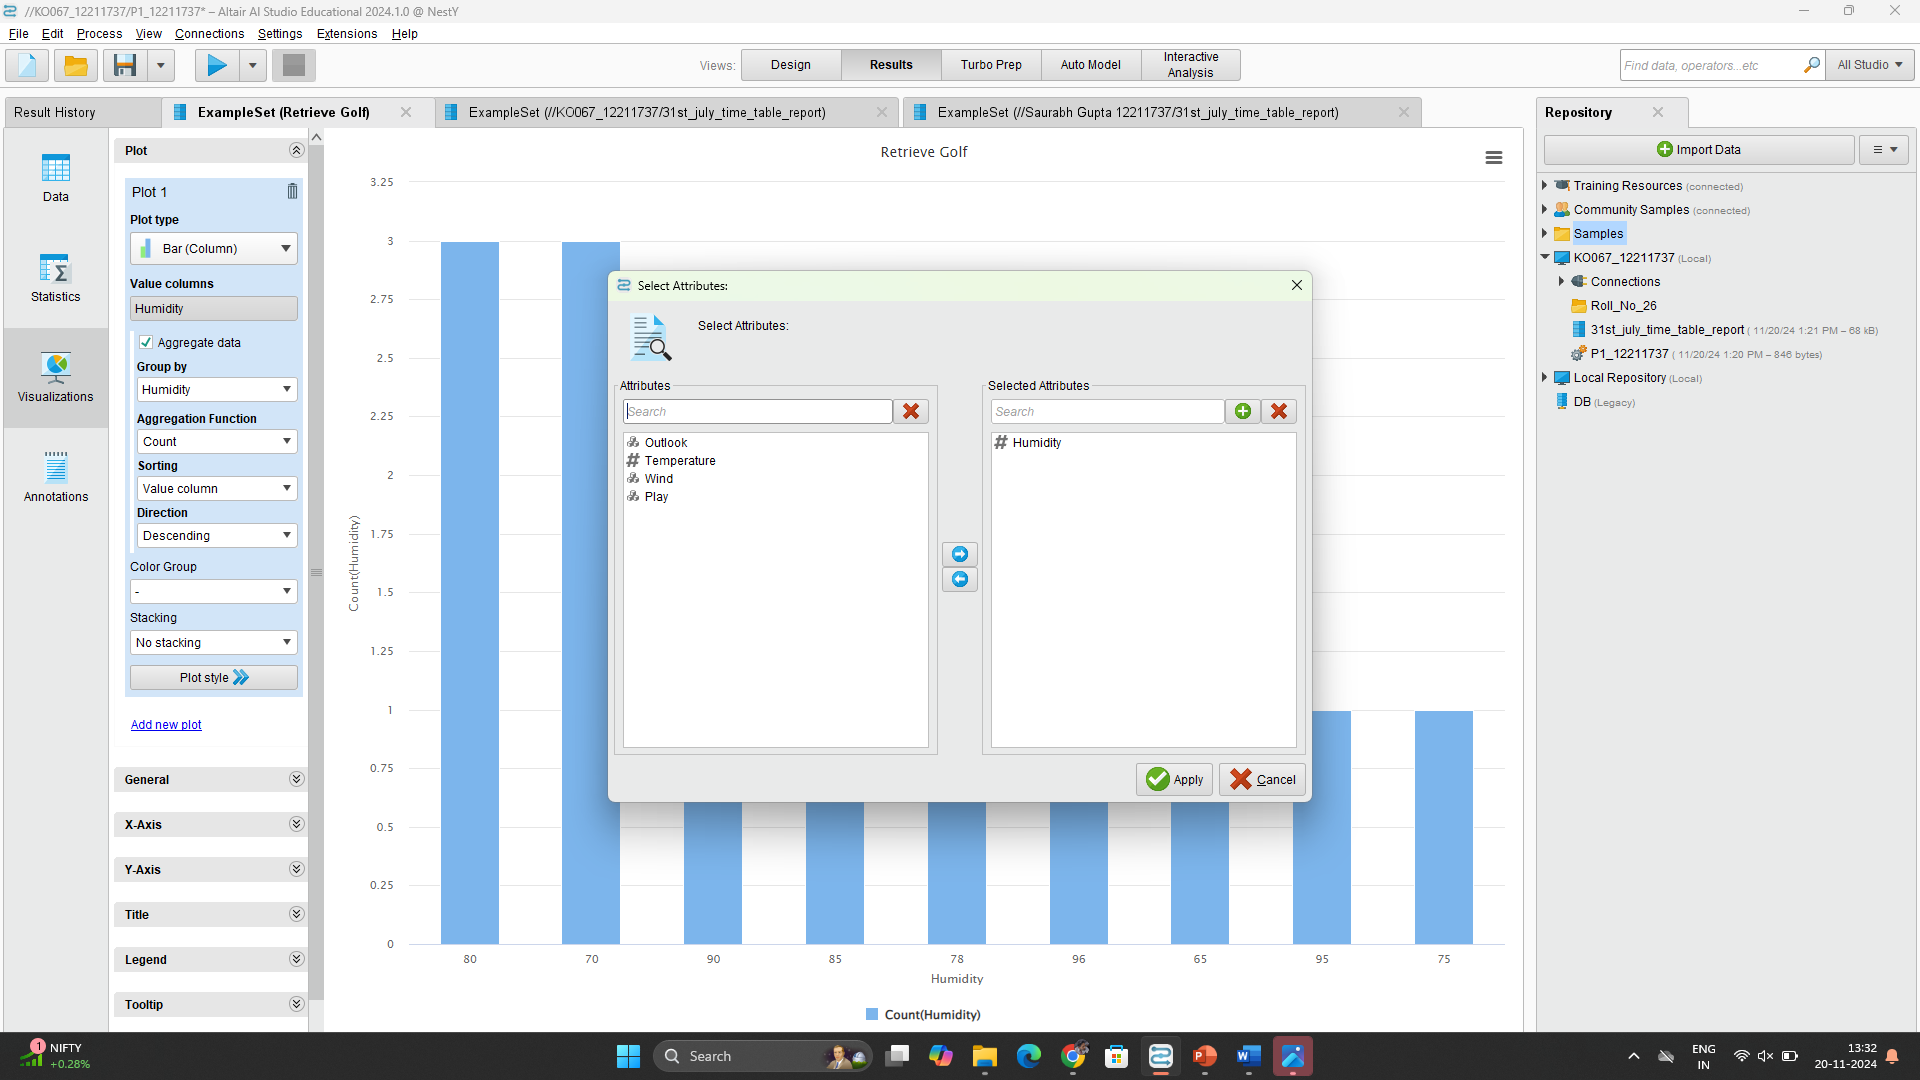 //KO067_12211737/P1_12211737* – Altair AI Studio Educational 2024.1.0 @ NestY
File Edit Process View Connections Settings Extensions Help
Views: Design Results Turbo Prep Auto Model Interactive Analysis
Find data, operators...etc All Studio
Result History
ExampleSet (Retrieve Golf)
ExampleSet (//KO067_12211737/31st_july_time_table_report)
ExampleSet (//Saurabh Gupta 12211737/31st_july_time_table_report)
Repository
Data
Statistics
Visualizations
Annotations
Plot
Plot 1
Plot type
Bar (Column)
Value columns
Humidity
Aggregate data
Group by
Humidity
Aggregation Function
Count
Sorting
Value column
Direction
Descending
Color Group
-
Stacking
No stacking
Plot style
Add new plot
General
X-Axis
Y-Axis
Title
Legend
Tooltip
Retrieve Golf
3.25
3
2.75
2.5
2.25
2
1.75
1.5
1.25
1
0.75
0.5
0.25
0
Count(Humidity)
80 70 90 85 78 96 65 95 75
Humidity
Count(Humidity)
Select Attributes:
Select Attributes:
Attributes
Search
Outlook
Temperature
Wind
Play
Selected Attributes
Search
Humidity
Apply
Cancel
Import Data
Training Resources (connected)
Community Samples (connected)
Samples
KO067_12211737 (Local)
Connections
Roll_No_26
31st_july_time_table_report ( 11/20/24 1:21 PM – 68 kB)
P1_12211737 ( 11/20/24 1:20 PM – 846 bytes)
Local Repository (Local)
DB (Legacy)
1
NIFTY
+0.28%
Search
ENG
IN
13:32
20-11-2024